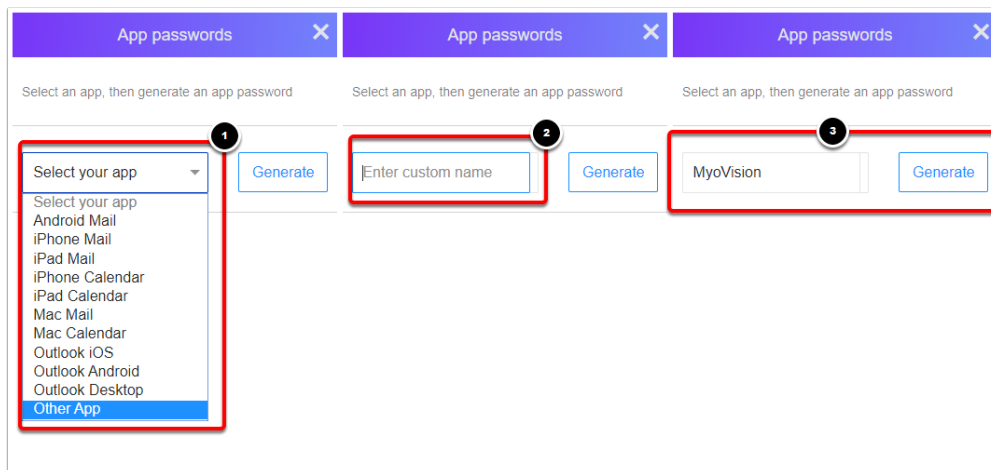 App passwords
Select an app, then generate an app password
1
Select your app
Generate
Select your app
Android Mail
iPhone Mail
iPad Mail
iPhone Calendar
iPad Calendar
Mac Mail
Mac Calendar
Outlook iOS
Outlook Android
Outlook Desktop
Other App
App passwords
Select an app, then generate an app password
2
Enter custom name
Generate
App passwords
Select an app, then generate an app password
3
MyoVision
Generate